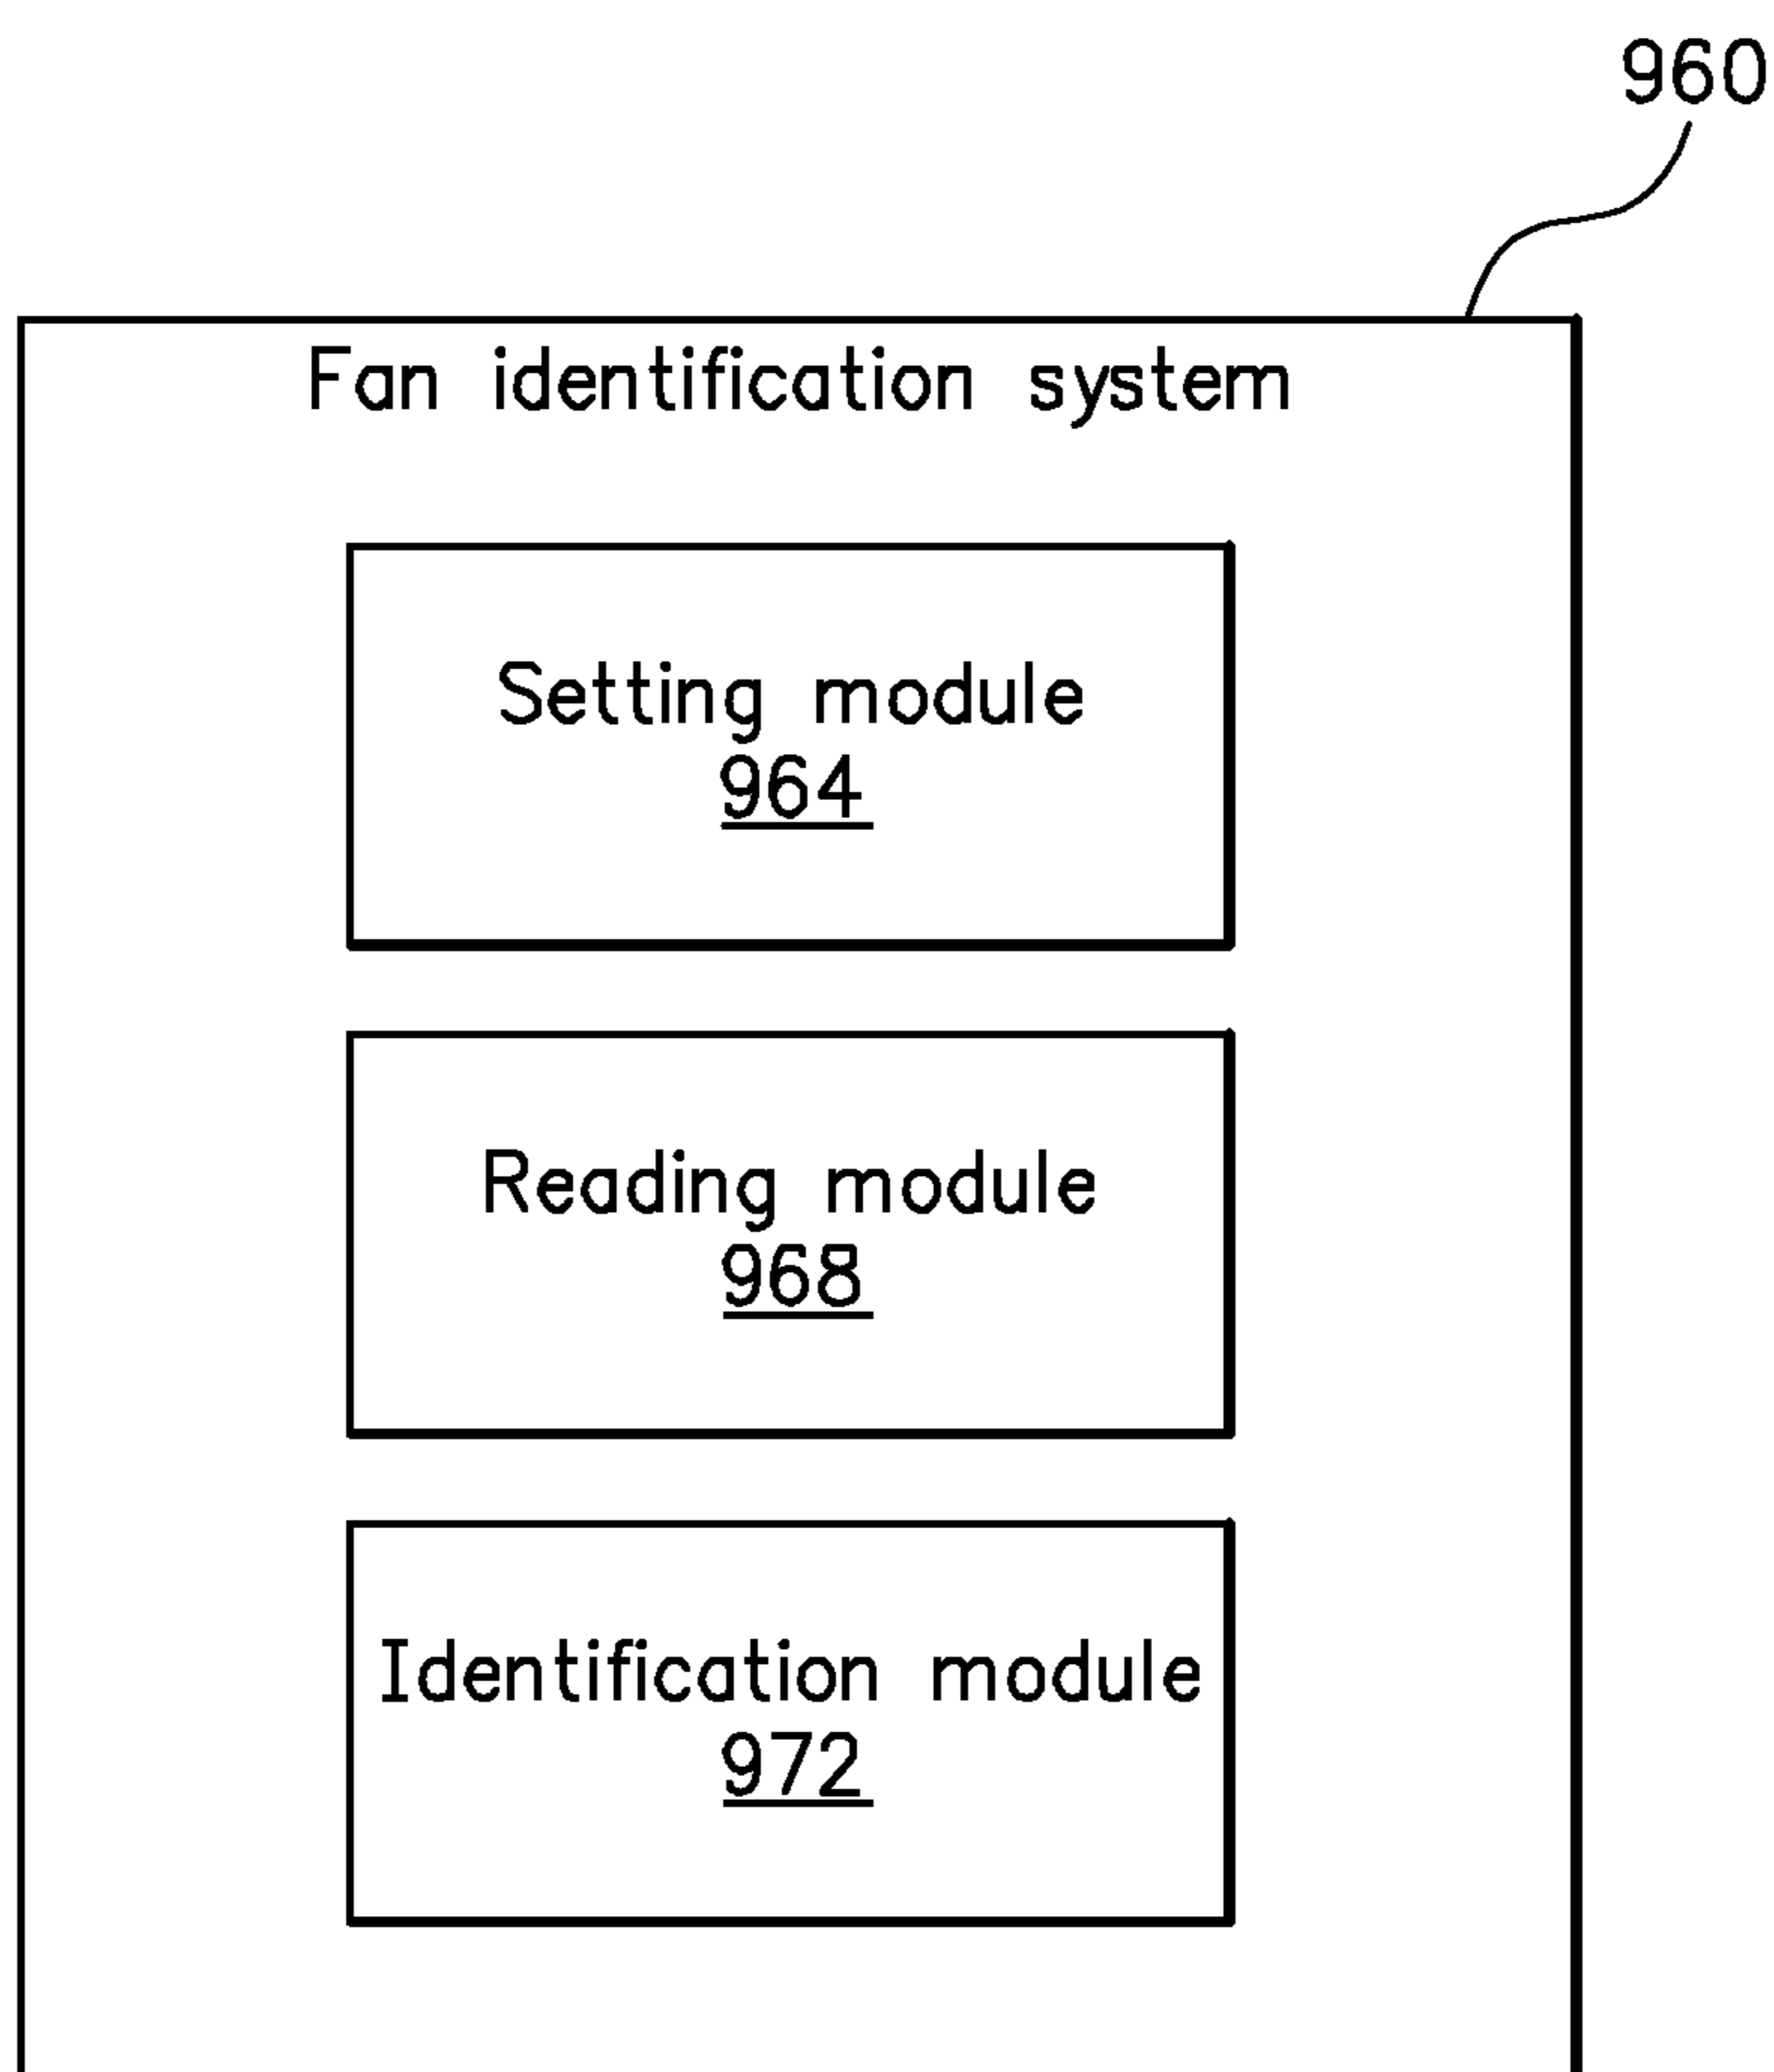 960
Fan identification system
Setting module
964
Reading module
968
Identification module
972